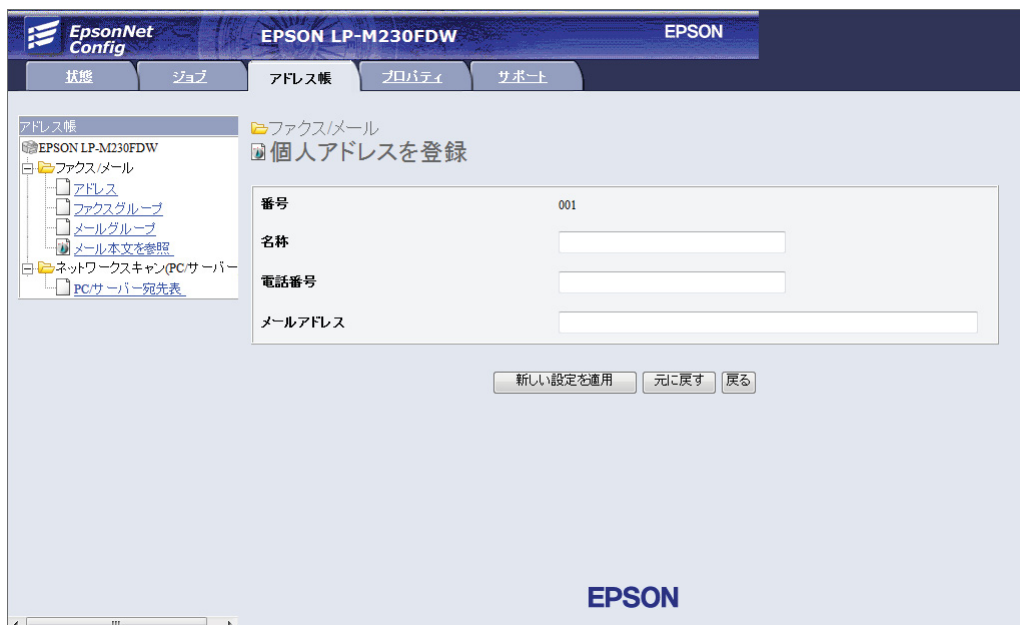 EpsonNet
Config
EPSON LP-M230FDW
EPSON
状態
ジョブ
アドレス帳
プロパティ
サポート
アドレス帳
EPSON LP-M230FDW
ファクス/メール
アドレス
ファクスグループ
メールグループ
メール本文を参照
ネットワークスキャン(PC/サーバー
PC/サーバー宛先表
ファクス/メール
個人アドレスを登録
番号 001
名称
電話番号
メールアドレス
新しい設定を適用 元に戻す 戻る
EPSON